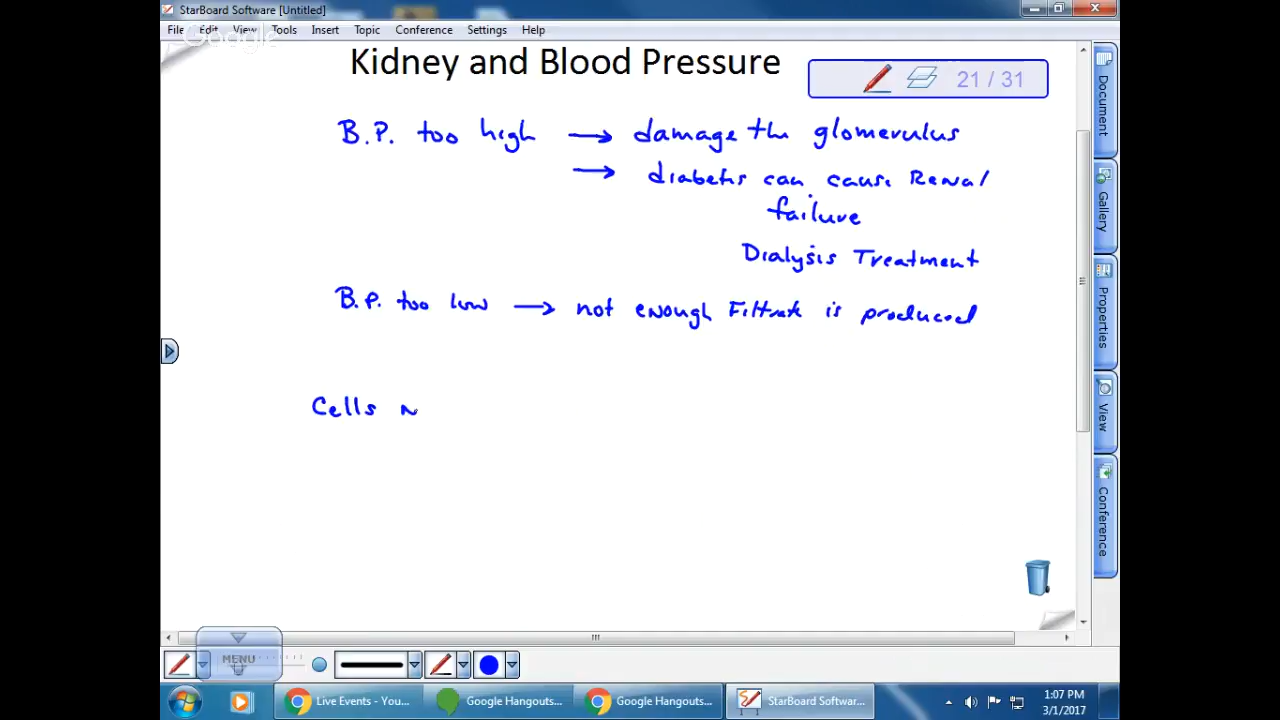 StarBoard Software [Untitled]
File Edit View Tools Insert Topic Conference Settings Help
Google
Kidney and Blood Pressure
21 / 31
B.P. too high → damage the glomerulus
→ diabetes can cause Renal
failure
Dialysis Treatment
B.P. too low → not enough Filtrate is produced
Cells n
Document
Gallery
Properties
View
Conference
MENU
Live Events - You...
Google Hangouts...
Google Hangouts...
StarBoard Softwar...
1:07 PM
3/1/2017